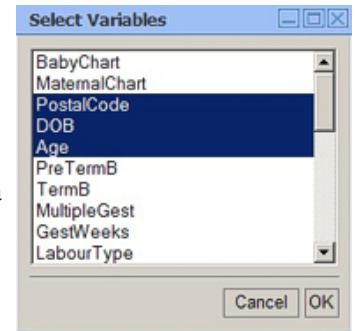 Select Variables
BabyChart
MaternalChart
PostalCode
DOB
Age
PreTermB
TermB
MultipleGest
GestWeeks
LabourType
Cancel OK